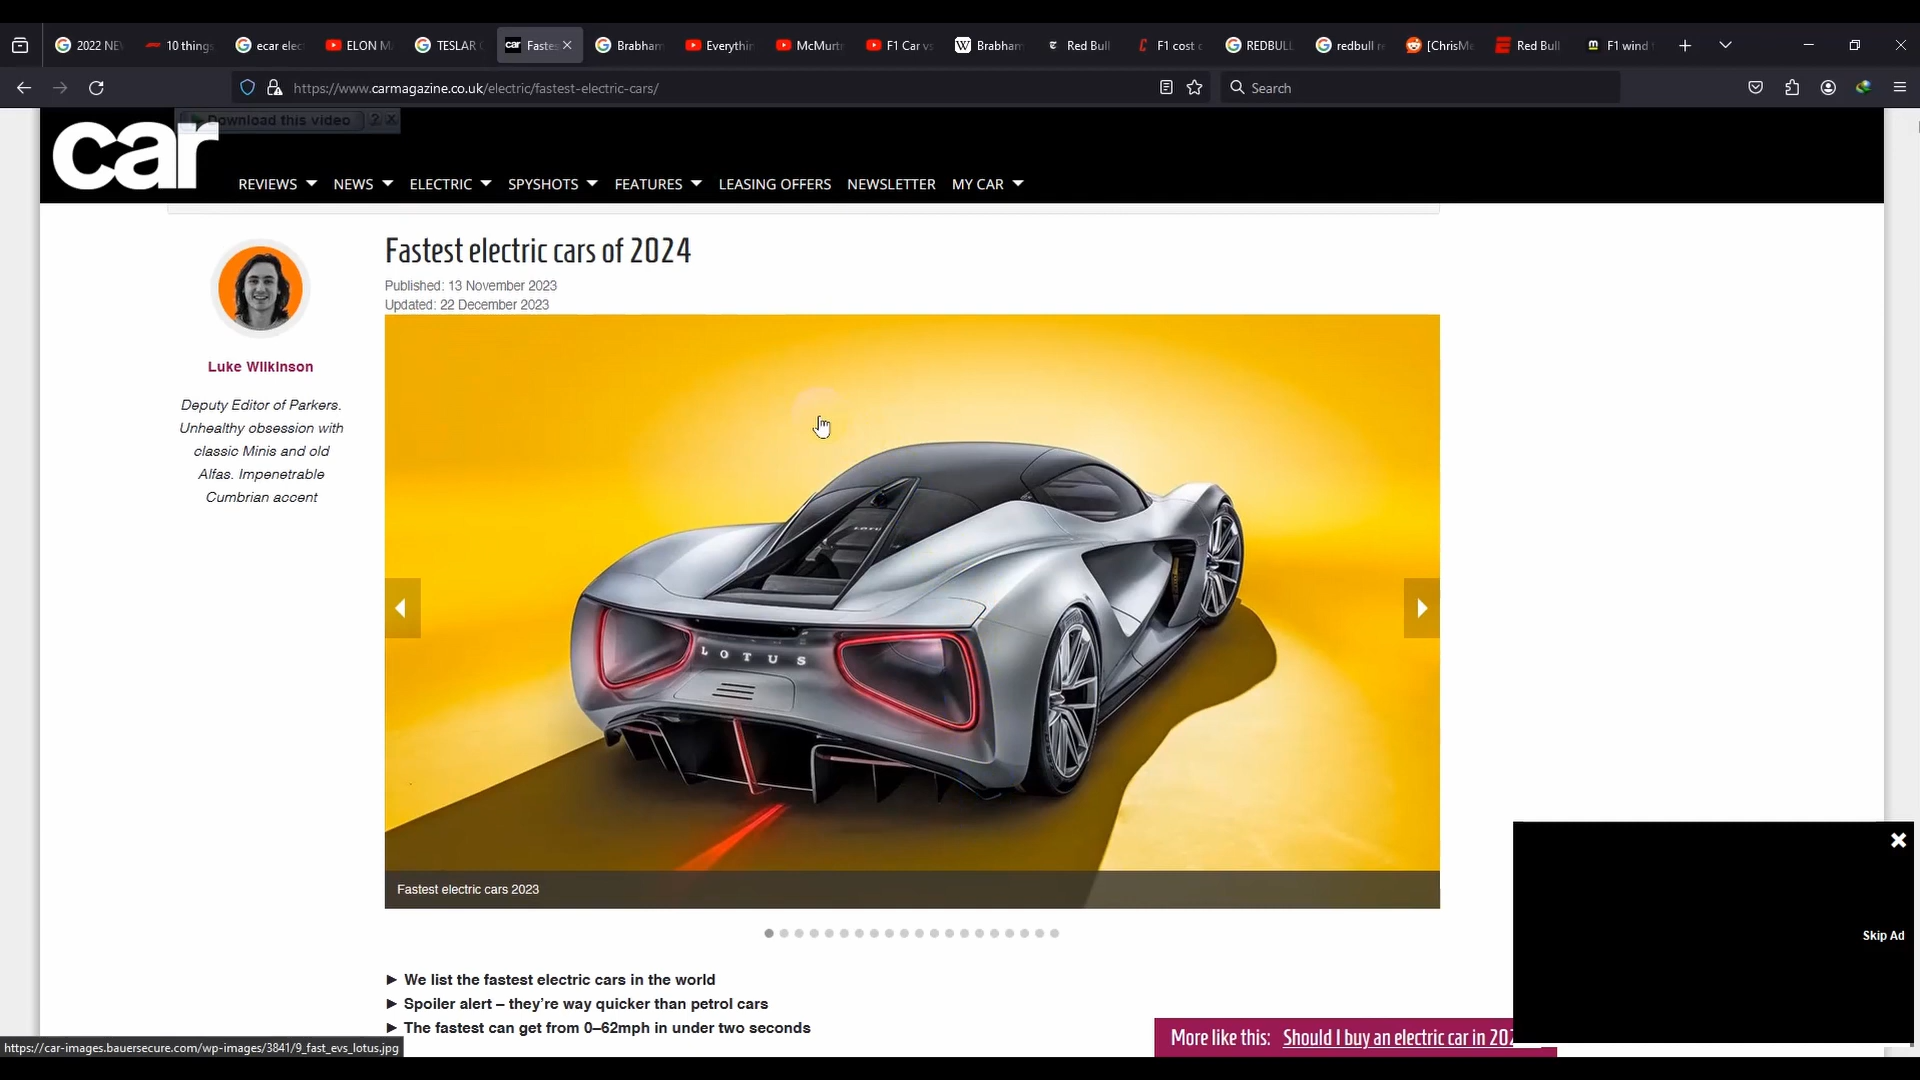 2022 NE
10 things
ecar elec
ELON M
TESLAR
car Faste
Brabham
Everythin
McMurt
F1 Car vs
W Brabham
Red Bull
F1 cost c
REDBULL
redbull r
[ChrisMe
Red Bull
F1 wind
https://www.carmagazine.co.uk/electric/fastest-electric-cars/
Search
Download this video ? X
car
REVIEWS NEWS ELECTRIC SPYSHOTS FEATURES LEASING OFFERS NEWSLETTER MY CAR
Fastest electric cars of 2024
Published: 13 November 2023
Updated: 22 December 2023
Luke Wilkinson
Deputy Editor of Parkers.
Unhealthy obsession with
classic Minis and old
Alfas. Impenetrable
Cumbrian accent
LOTUS
Fastest electric cars 2023
Skip Ad
► We list the fastest electric cars in the world
► Spoiler alert – they're way quicker than petrol cars
► The fastest can get from 0–62mph in under two seconds
More like this: Should I buy an electric car in 202
https://car-images.bauersecure.com/wp-images/3841/9_fast_evs_lotus.jpg